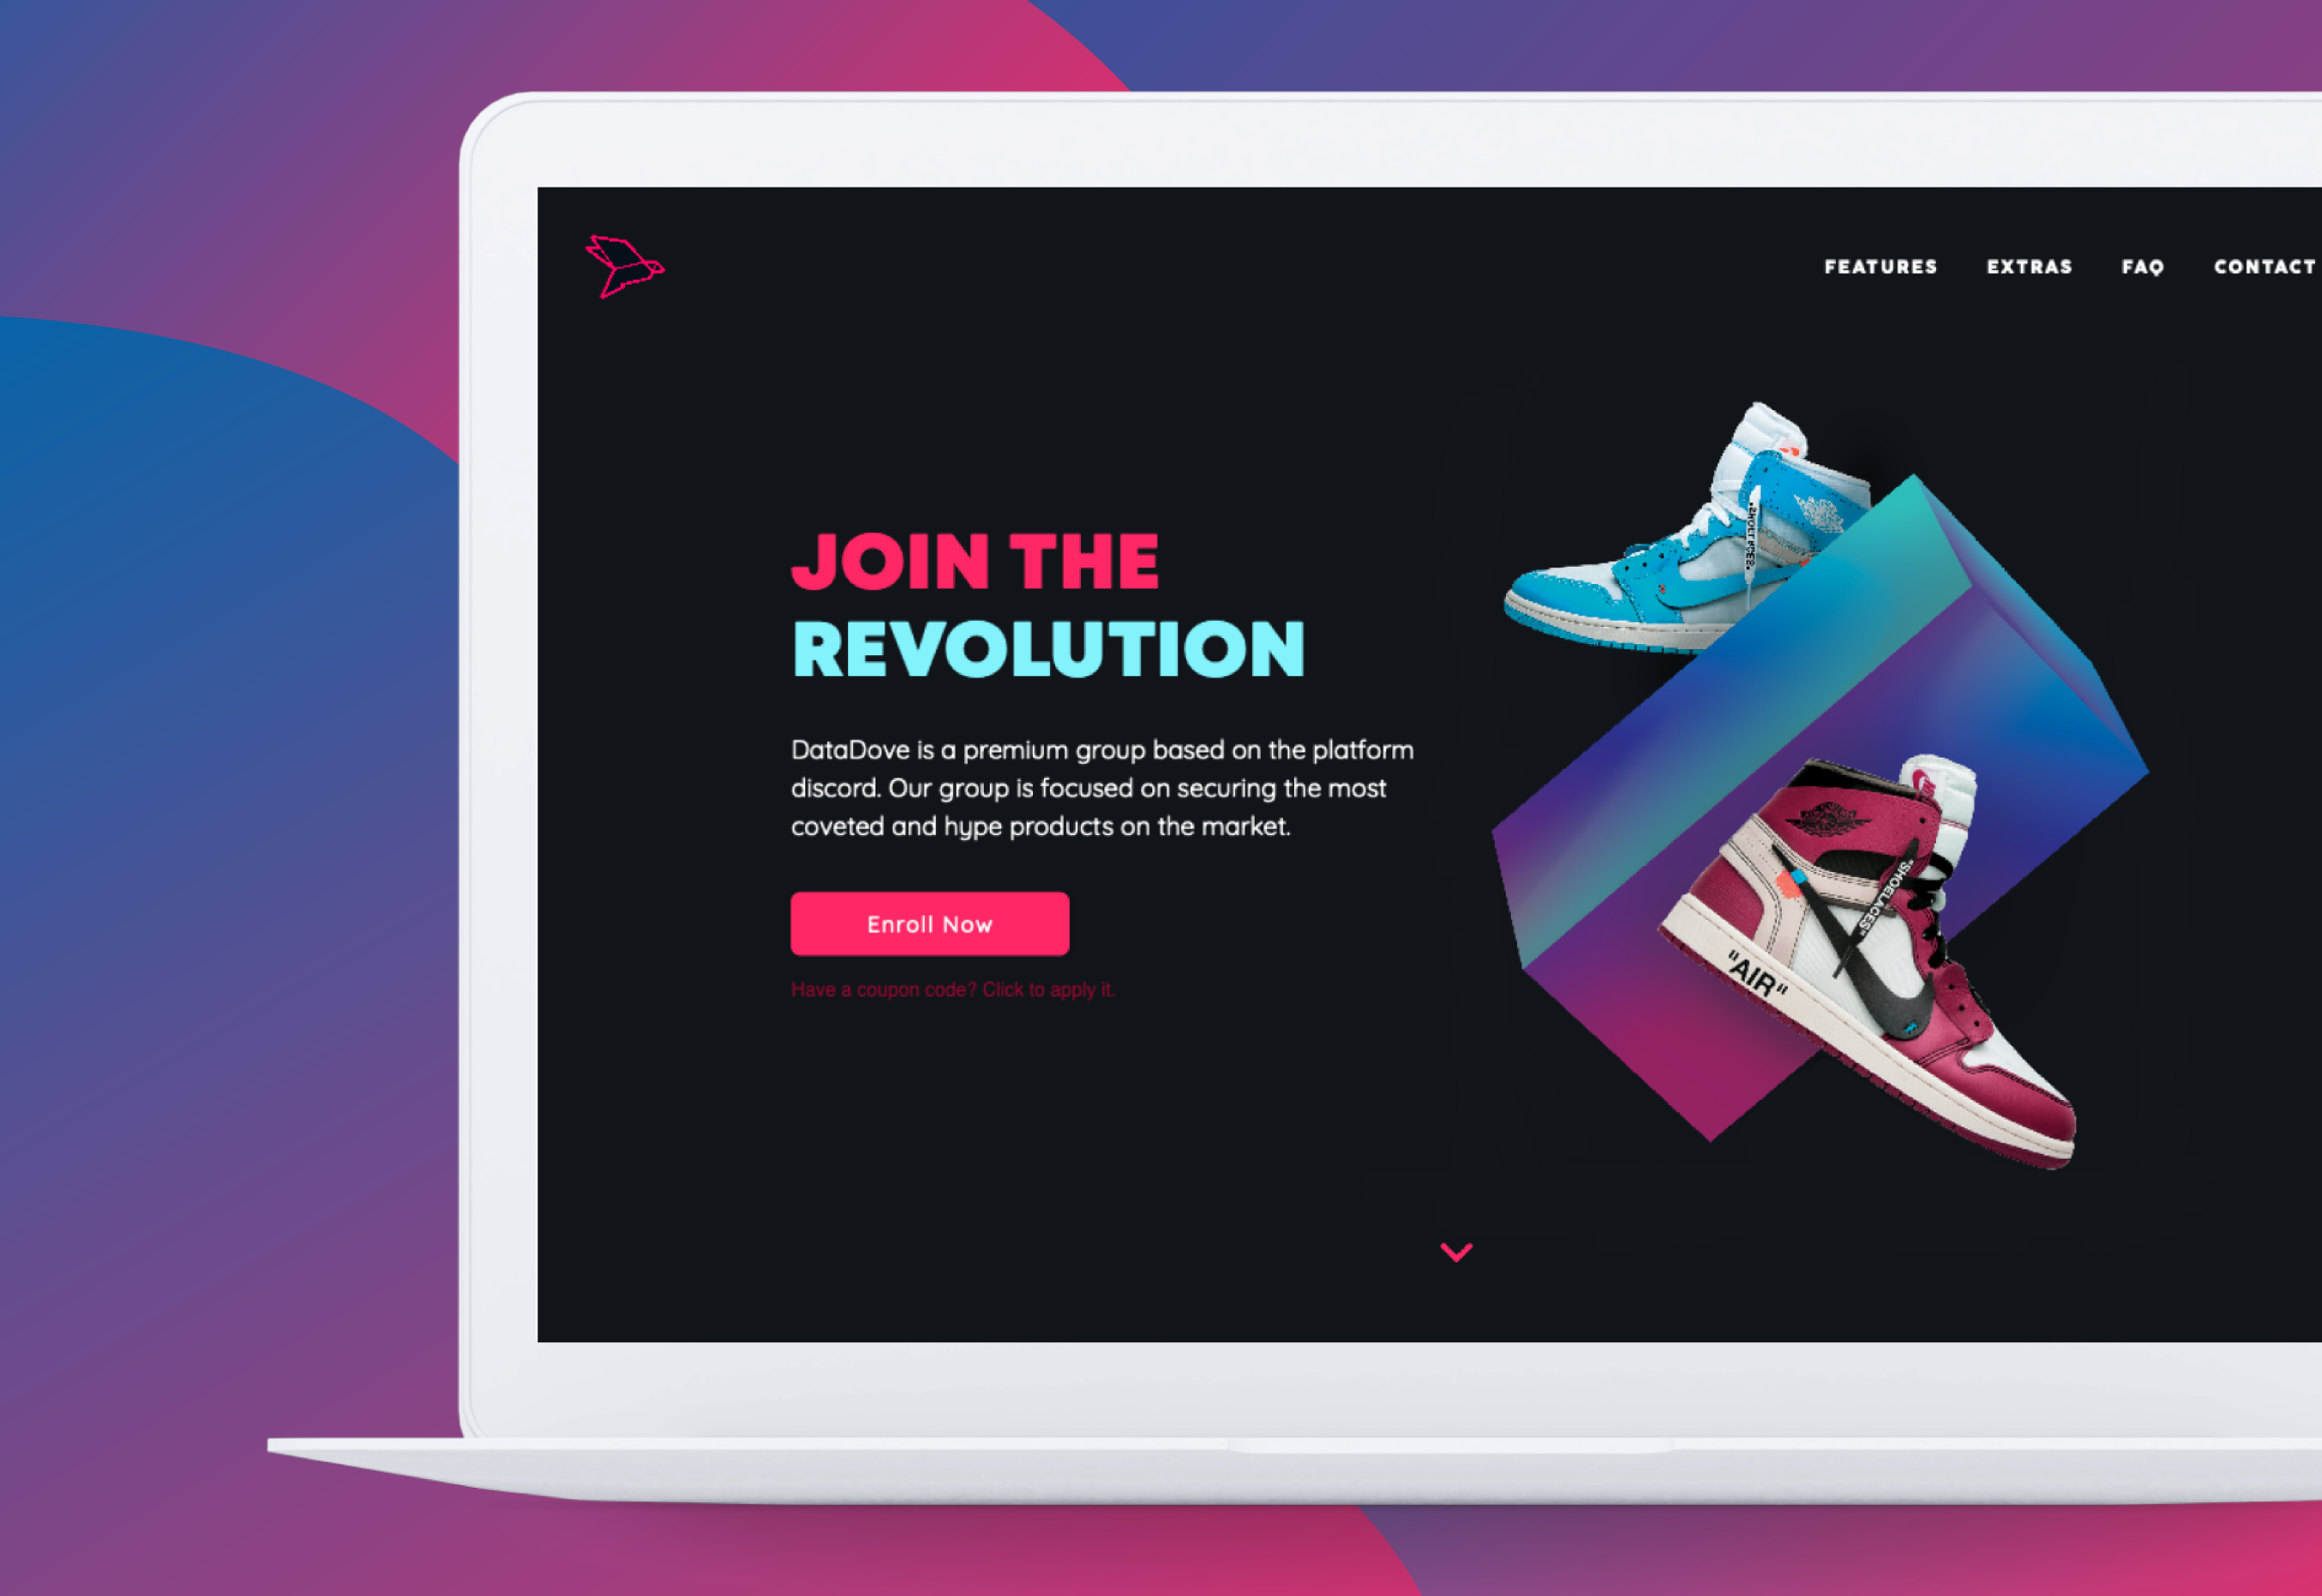 FEATURES EXTRAS FAQ CONTACT
JOIN THE
REVOLUTION
DataDove is a premium group based on the platform
discord. Our group is focused on securing the most
coveted and hype products on the market.
Enroll Now
Have a coupon code? Click to apply it.
"SHOELACES"
"SHOELACES"
"AIR"